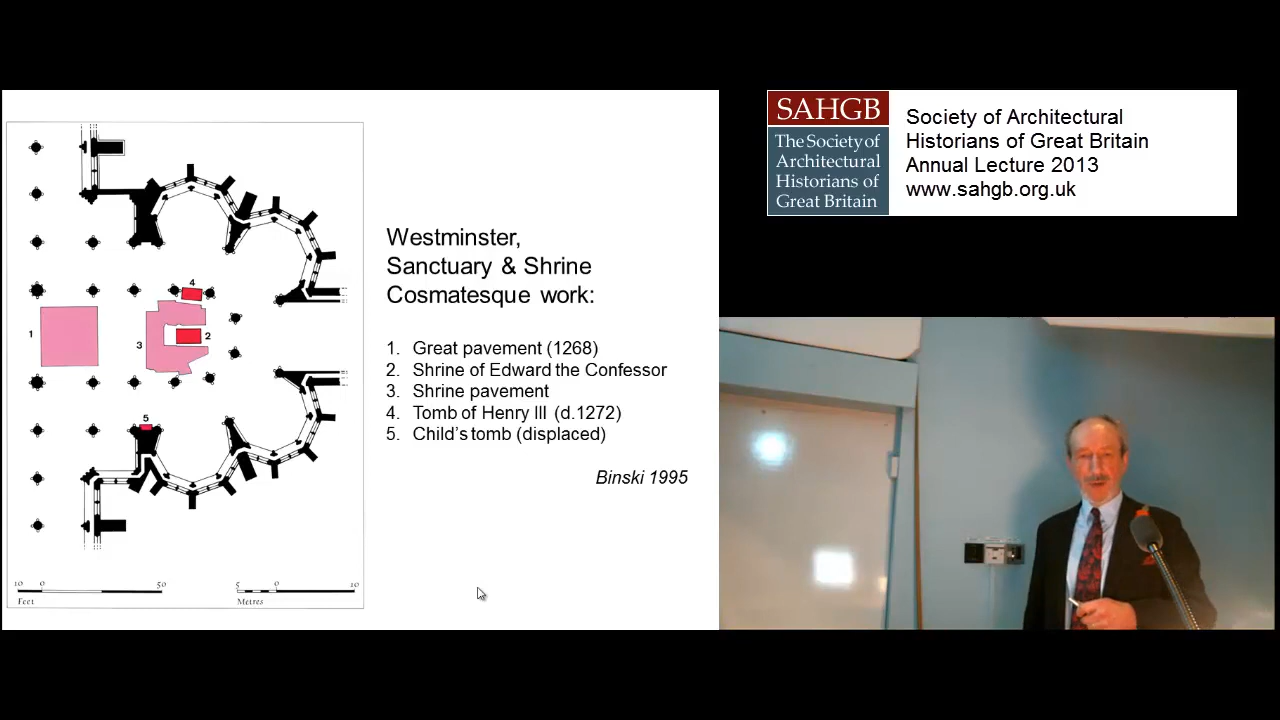 SAHGB
The Society of
Architectural
Historians of
Great Britain
Society of Architectural
Historians of Great Britain
Annual Lecture 2013
www.sahgb.org.uk
Westminster,
Sanctuary & Shrine
Cosmatesque work:
1. Great pavement (1268)
2. Shrine of Edward the Confessor
3. Shrine pavement
4. Tomb of Henry III (d.1272)
5. Child's tomb (displaced)
Binski 1995
4
1
2
3
5
10 0 50
Feet
5 0 10
Metres